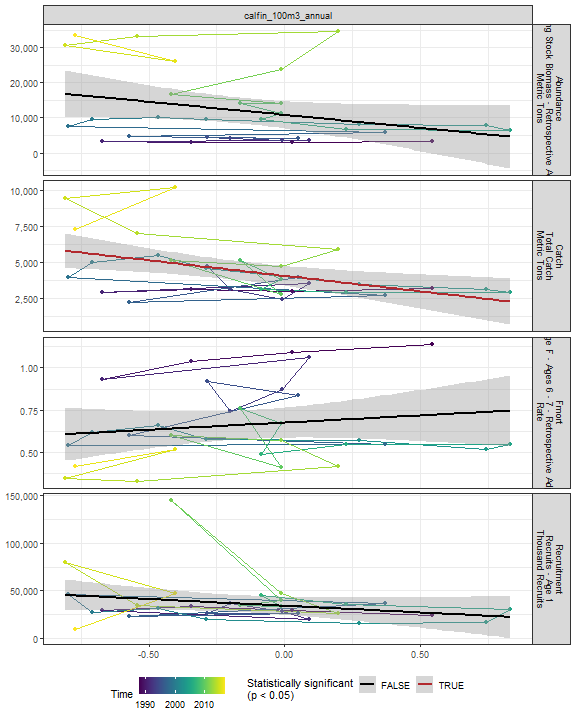 calfin_100m3_annual
30,000
20,000
10,000
0
Abundance
ng Stock Biomass - Retrospective A
Metric Tons
10,000
7,500
5,000
2,500
Catch
Total Catch
Metric Tons
1.00
0.75
0.50
Fmort
ge F - Ages 6 - 7 - Retrospective Ad
Rate
150,000
100,000
50,000
0
Recruitment
Recruits - Age 1
Thousand Recruits
-0.50
0.00
0.50
Time
1990 2000 2010
Statistically significant
(p < 0.05)
FALSE
TRUE